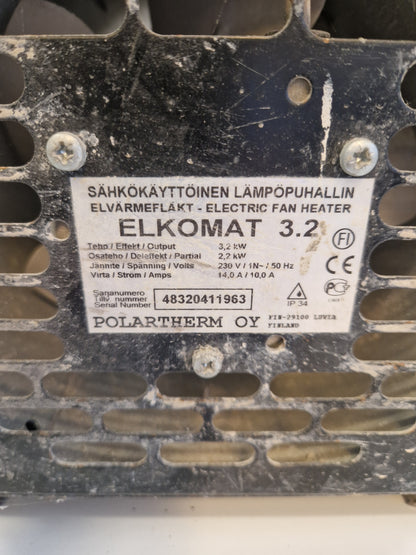 SÄHKÖKÄYTTÖINEN LÄMPÖPUHALLIN
ELVÄRMEFLÄKT - ELECTRIC FAN HEATER
ELKOMAT 3.2
FI
Teho / Effekt / Output 3,2 kW
Osateho / Deleffekt / Partial 2,2 kW
Jännite / Spänning / Volts 230 V / 1N~ / 50 Hz
Virta / Ström / Amps 14,0 A / 10,0 A
CE
Sarjanumero
Tillv. nummer
Serial Number
48320411963
IP 34
POLARTHERM OY
FIN-29100 LUVIA
FINLAND